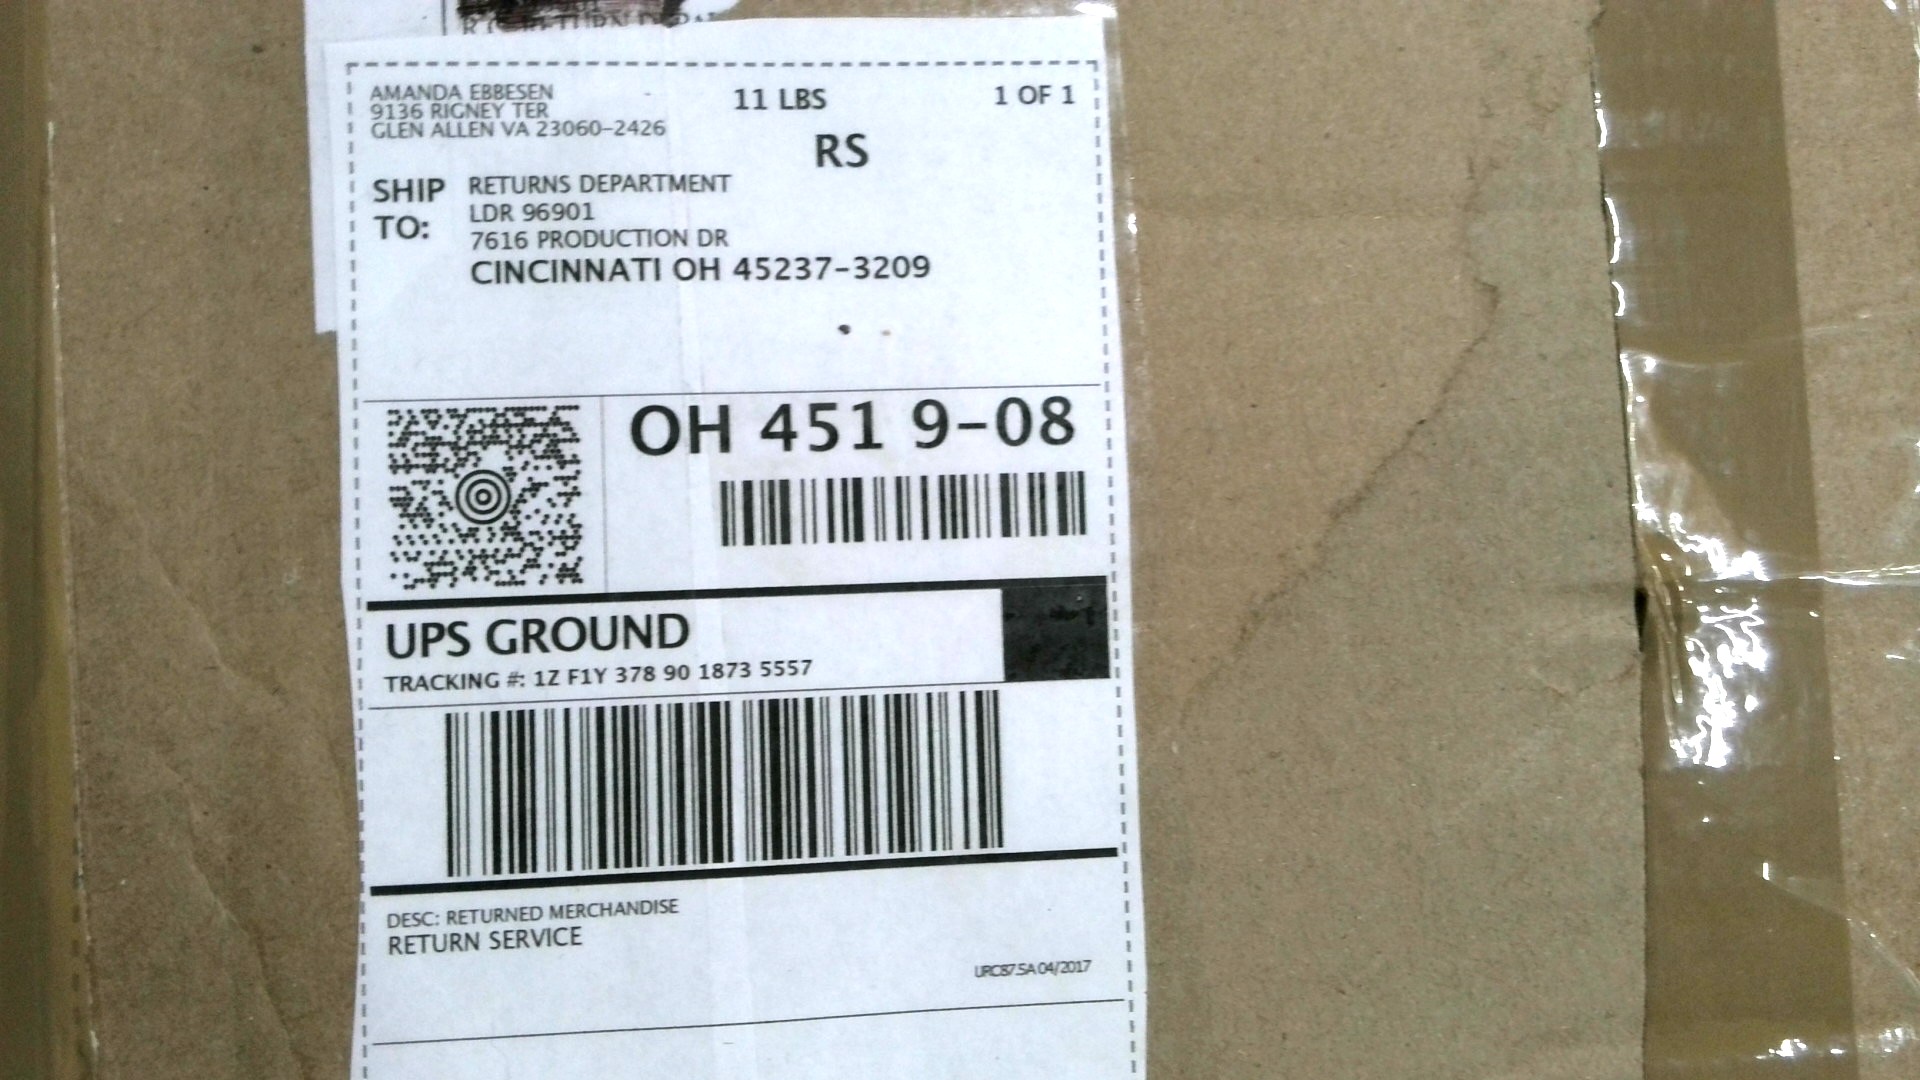 RETURN
AMANDA EBBESEN
9136 RIGNEY TER
GLEN ALLEN VA 23060-2426
11 LBS
1 OF 1
RS
SHIP TO:
RETURNS DEPARTMENT
LDR 96901
7616 PRODUCTION DR
CINCINNATI OH 45237-3209
OH 451 9-08
UPS GROUND
TRACKING #: 1Z F1Y 378 90 1873 5557
DESC: RETURNED MERCHANDISE
RETURN SERVICE
04/2017